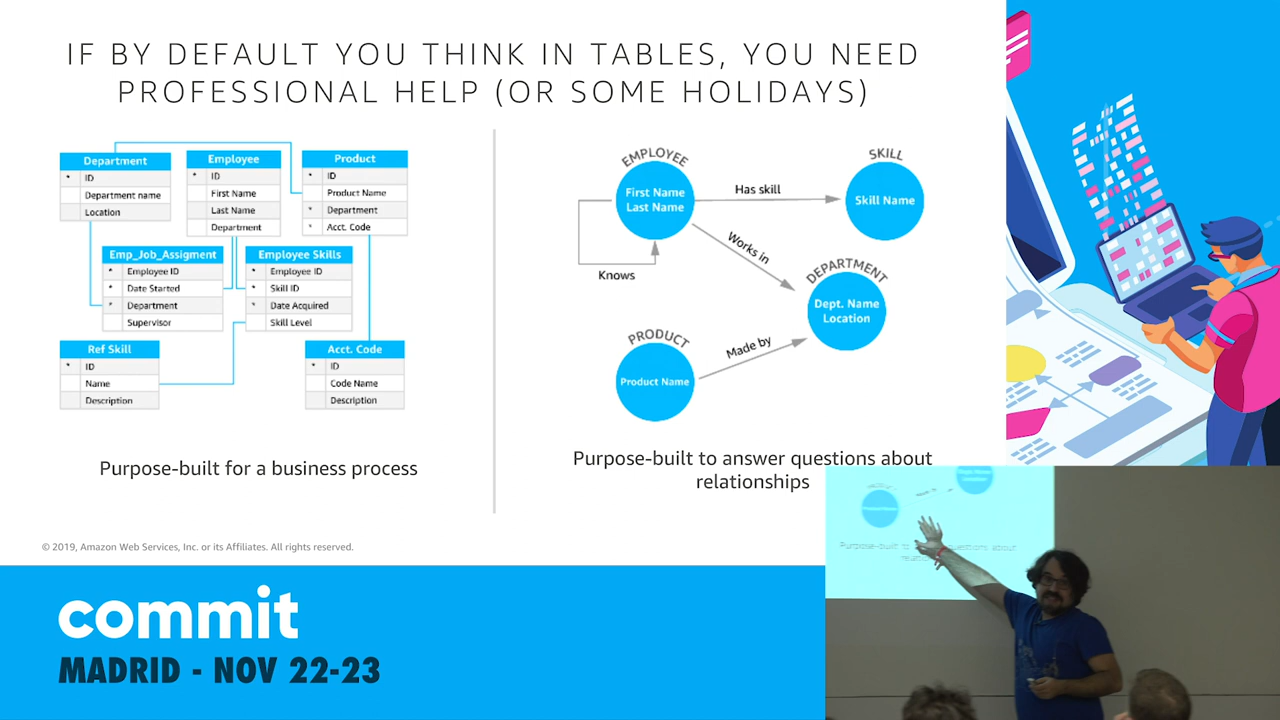 IF BY DEFAULT YOU THINK IN TABLES, YOU NEED
PROFESSIONAL HELP (OR SOME HOLIDAYS)
Department
* ID
Department name
Location
Employee
* ID
First Name
Last Name
Department
Product
* ID
Product Name
* Department
* Acct. Code
Emp_Job_Assigment
* Employee ID
* Date Started
* Department
Supervisor
Employee Skills
* Employee ID
* Skill ID
* Date Acquired
Skill Level
Ref Skill
* ID
Name
Description
Acct. Code
* ID
Code Name
Description
Purpose-built for a business process
EMPLOYEE
First Name
Last Name
Has skill
SKILL
Skill Name
Knows
Works in
DEPARTMENT
Dept. Name
Location
PRODUCT
Product Name
Made by
Purpose-built to answer questions about
relationships
© 2019, Amazon Web Services, Inc. or its Affiliates. All rights reserved.
commit
MADRID - NOV 22-23